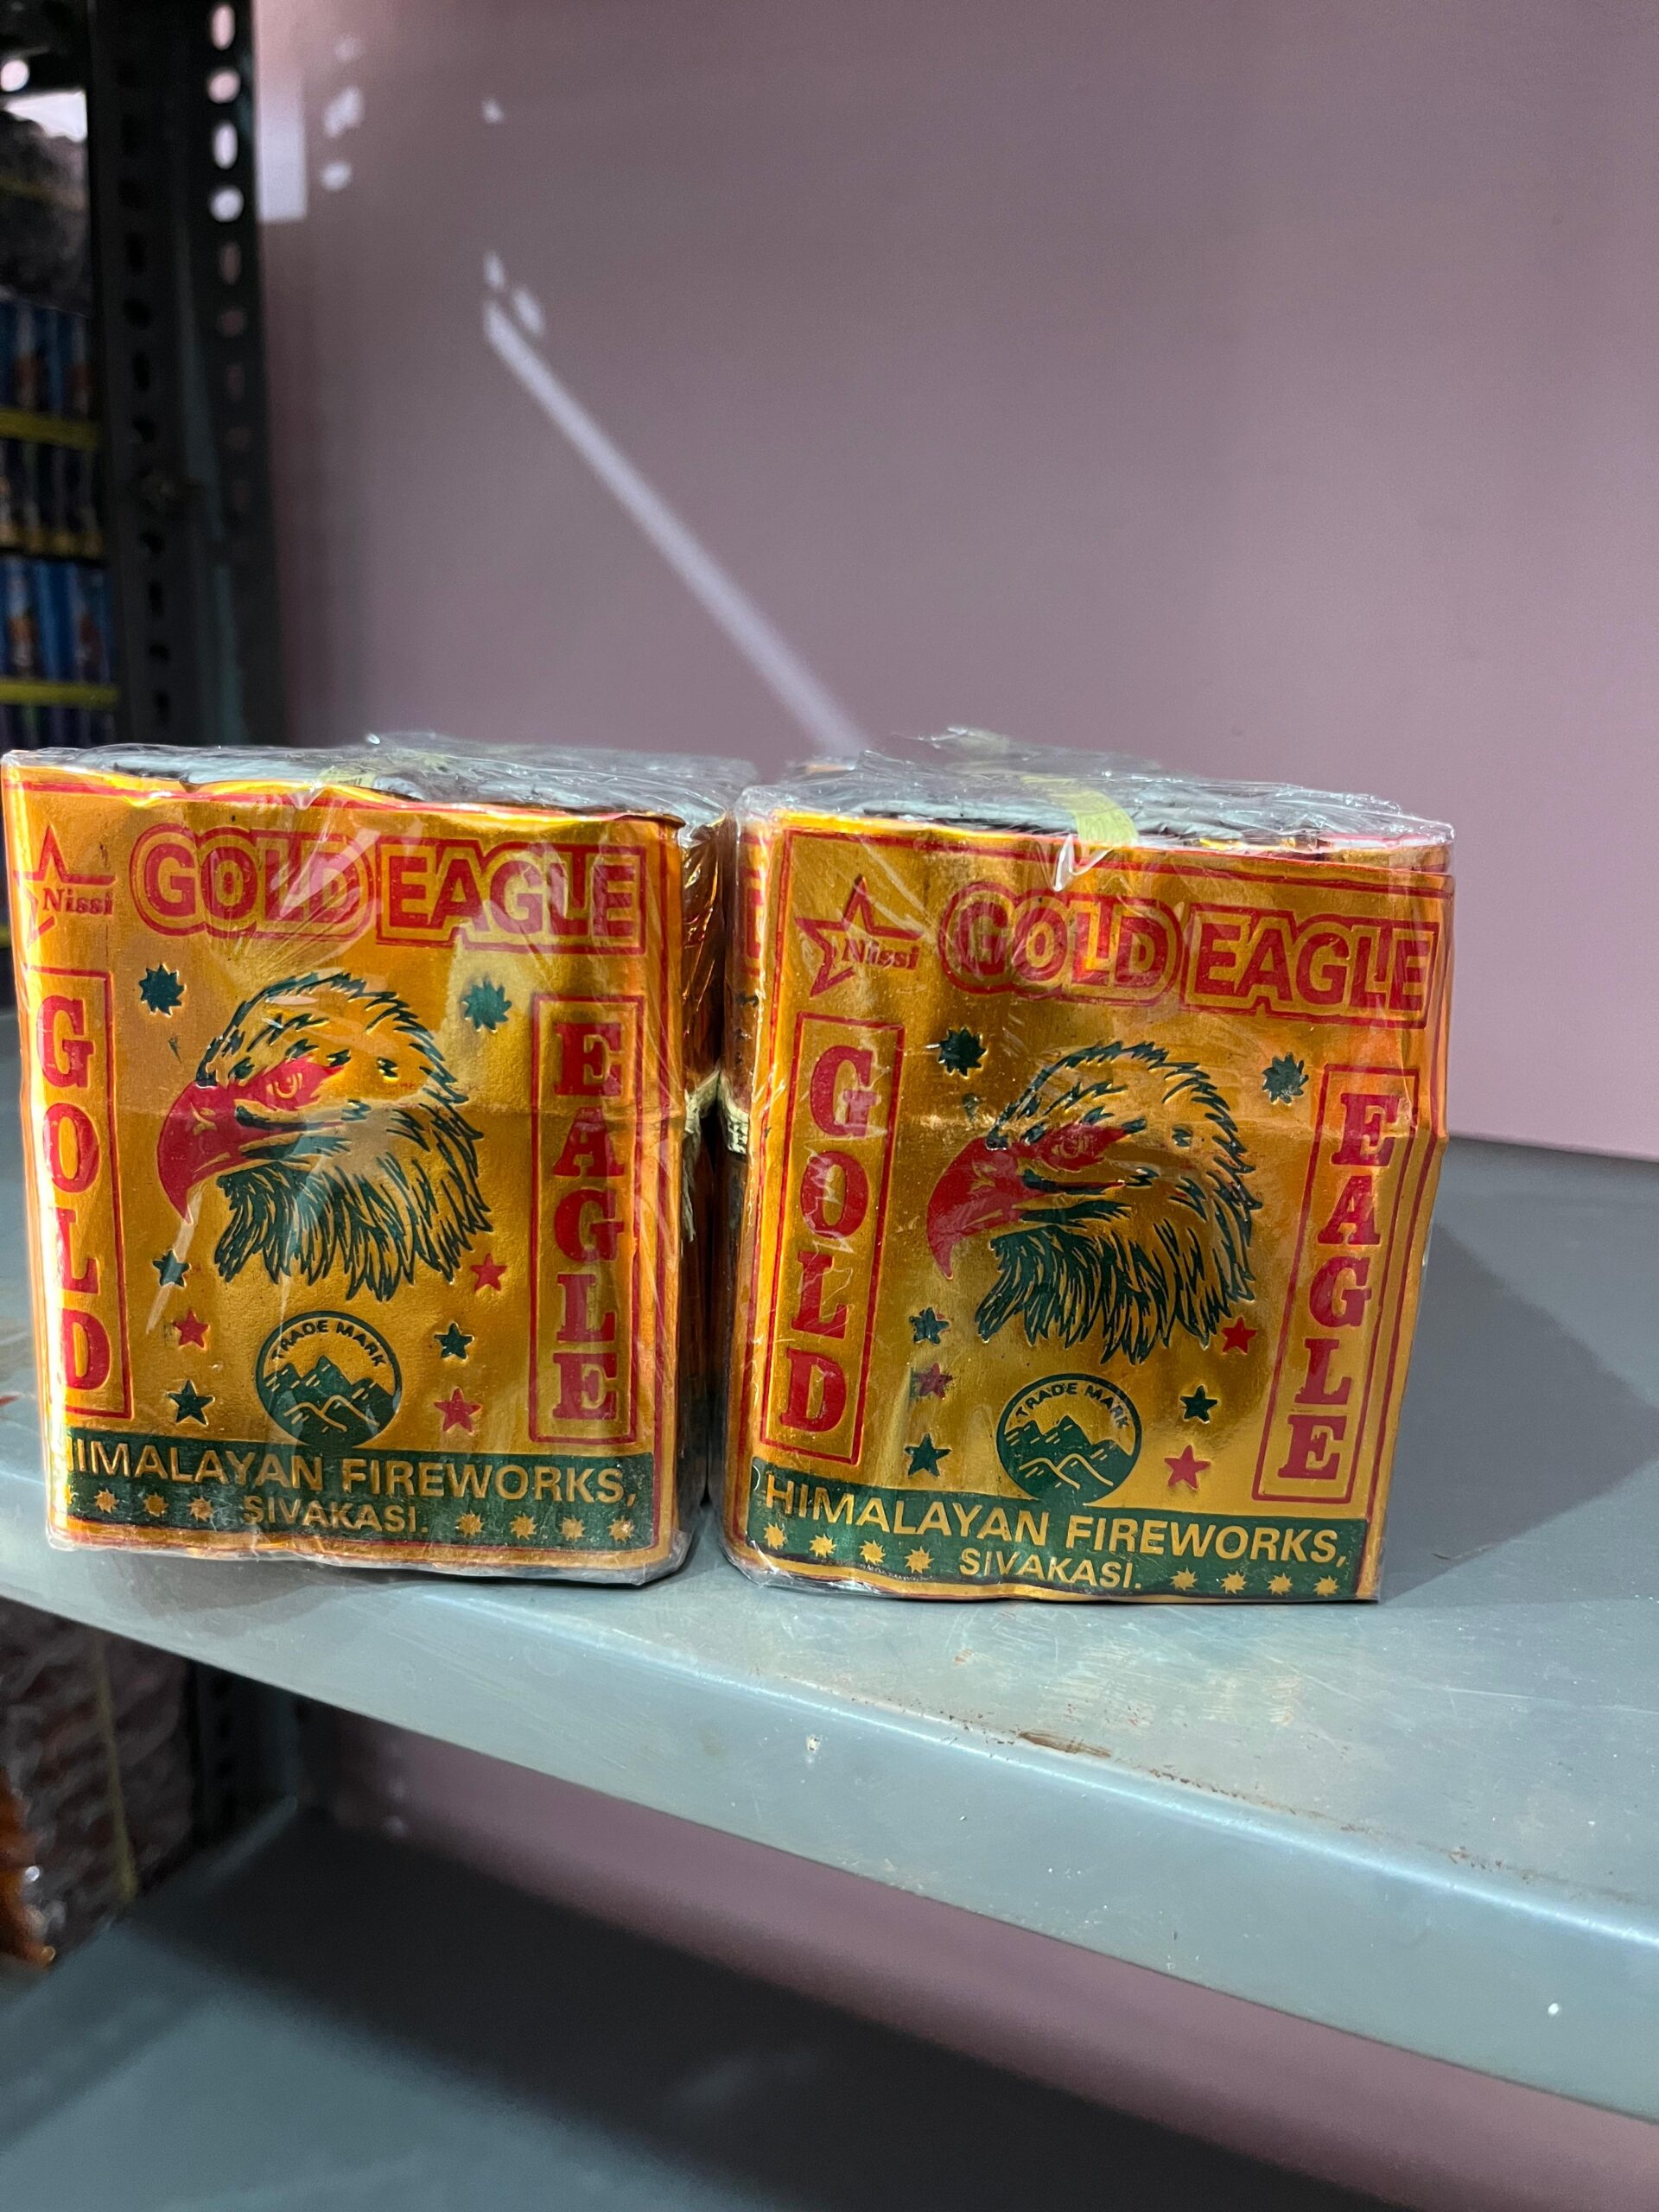 Nissi
GOLD EAGLE
GOLD
EAGLE
TRADE MARK
HIMALAYAN FIREWORKS,
SIVAKASI.
Nissi
GOLD EAGLE
GOLD
EAGLE
TRADE MARK
HIMALAYAN FIREWORKS,
SIVAKASI.